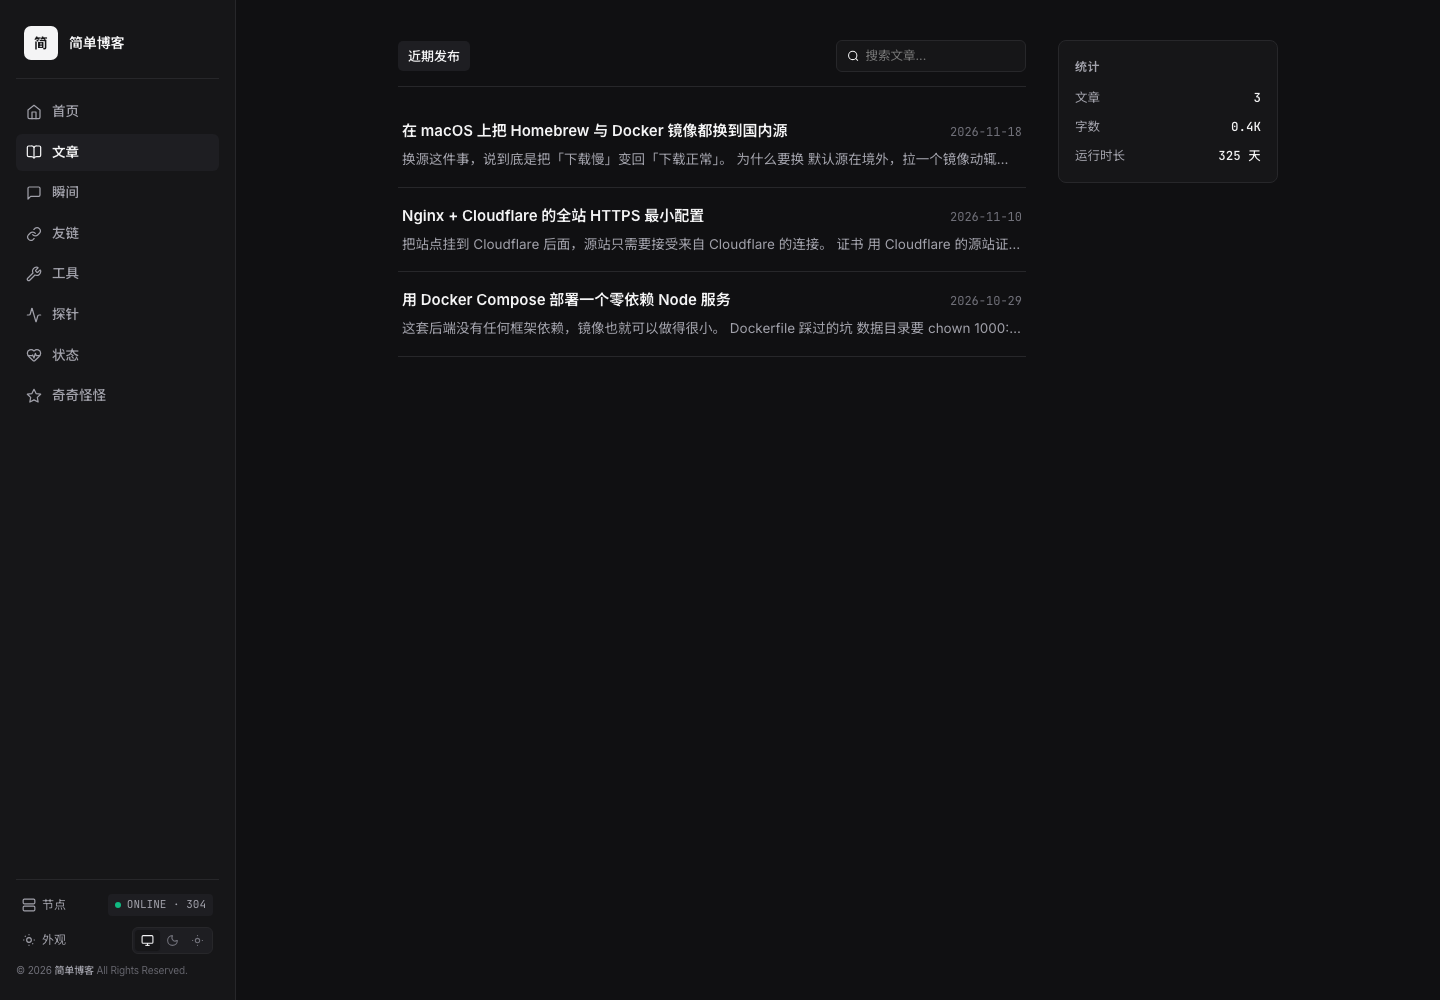 简 简单博客
首页
文章
瞬间
友链
工具
探针
状态
奇奇怪怪
节点 ONLINE · 304
外观
© 2026 简单博客 All Rights Reserved.
近期发布 搜索文章...
在 macOS 上把 Homebrew 与 Docker 镜像都换到国内源 2026-11-18
换源这件事，说到底是把「下载慢」变回「下载正常」。 为什么要换 默认源在境外，拉一个镜像动辄...
Nginx + Cloudflare 的全站 HTTPS 最小配置 2026-11-10
把站点挂到 Cloudflare 后面，源站只需要接受来自 Cloudflare 的连接。 证书 用 Cloudflare 的源站证...
用 Docker Compose 部署一个零依赖 Node 服务 2026-10-29
这套后端没有任何框架依赖，镜像也就可以做得很小。 Dockerfile 踩过的坑 数据目录要 chown 1000:...
统计
文章 3
字数 0.4K
运行时长 325 天